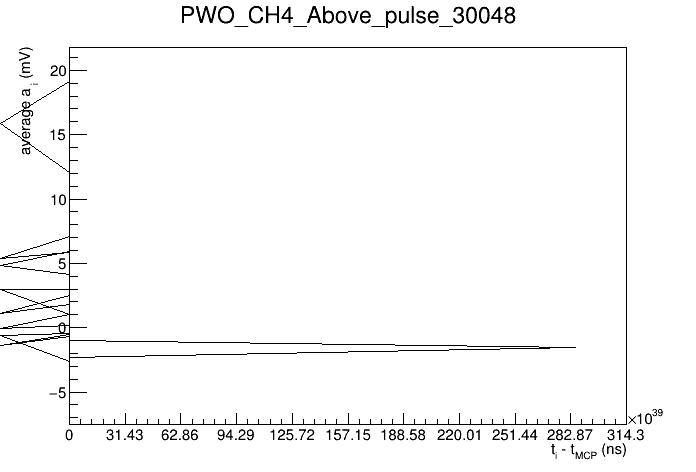 PWO_CH4_Above_pulse_30048
average a i (mV)
20
15
10
5
0
−5
0 31.43 62.86 94.29 125.72 157.15 188.58 220.01 251.44 282.87 314.3
×10^39
t_i - t_MCP (ns)